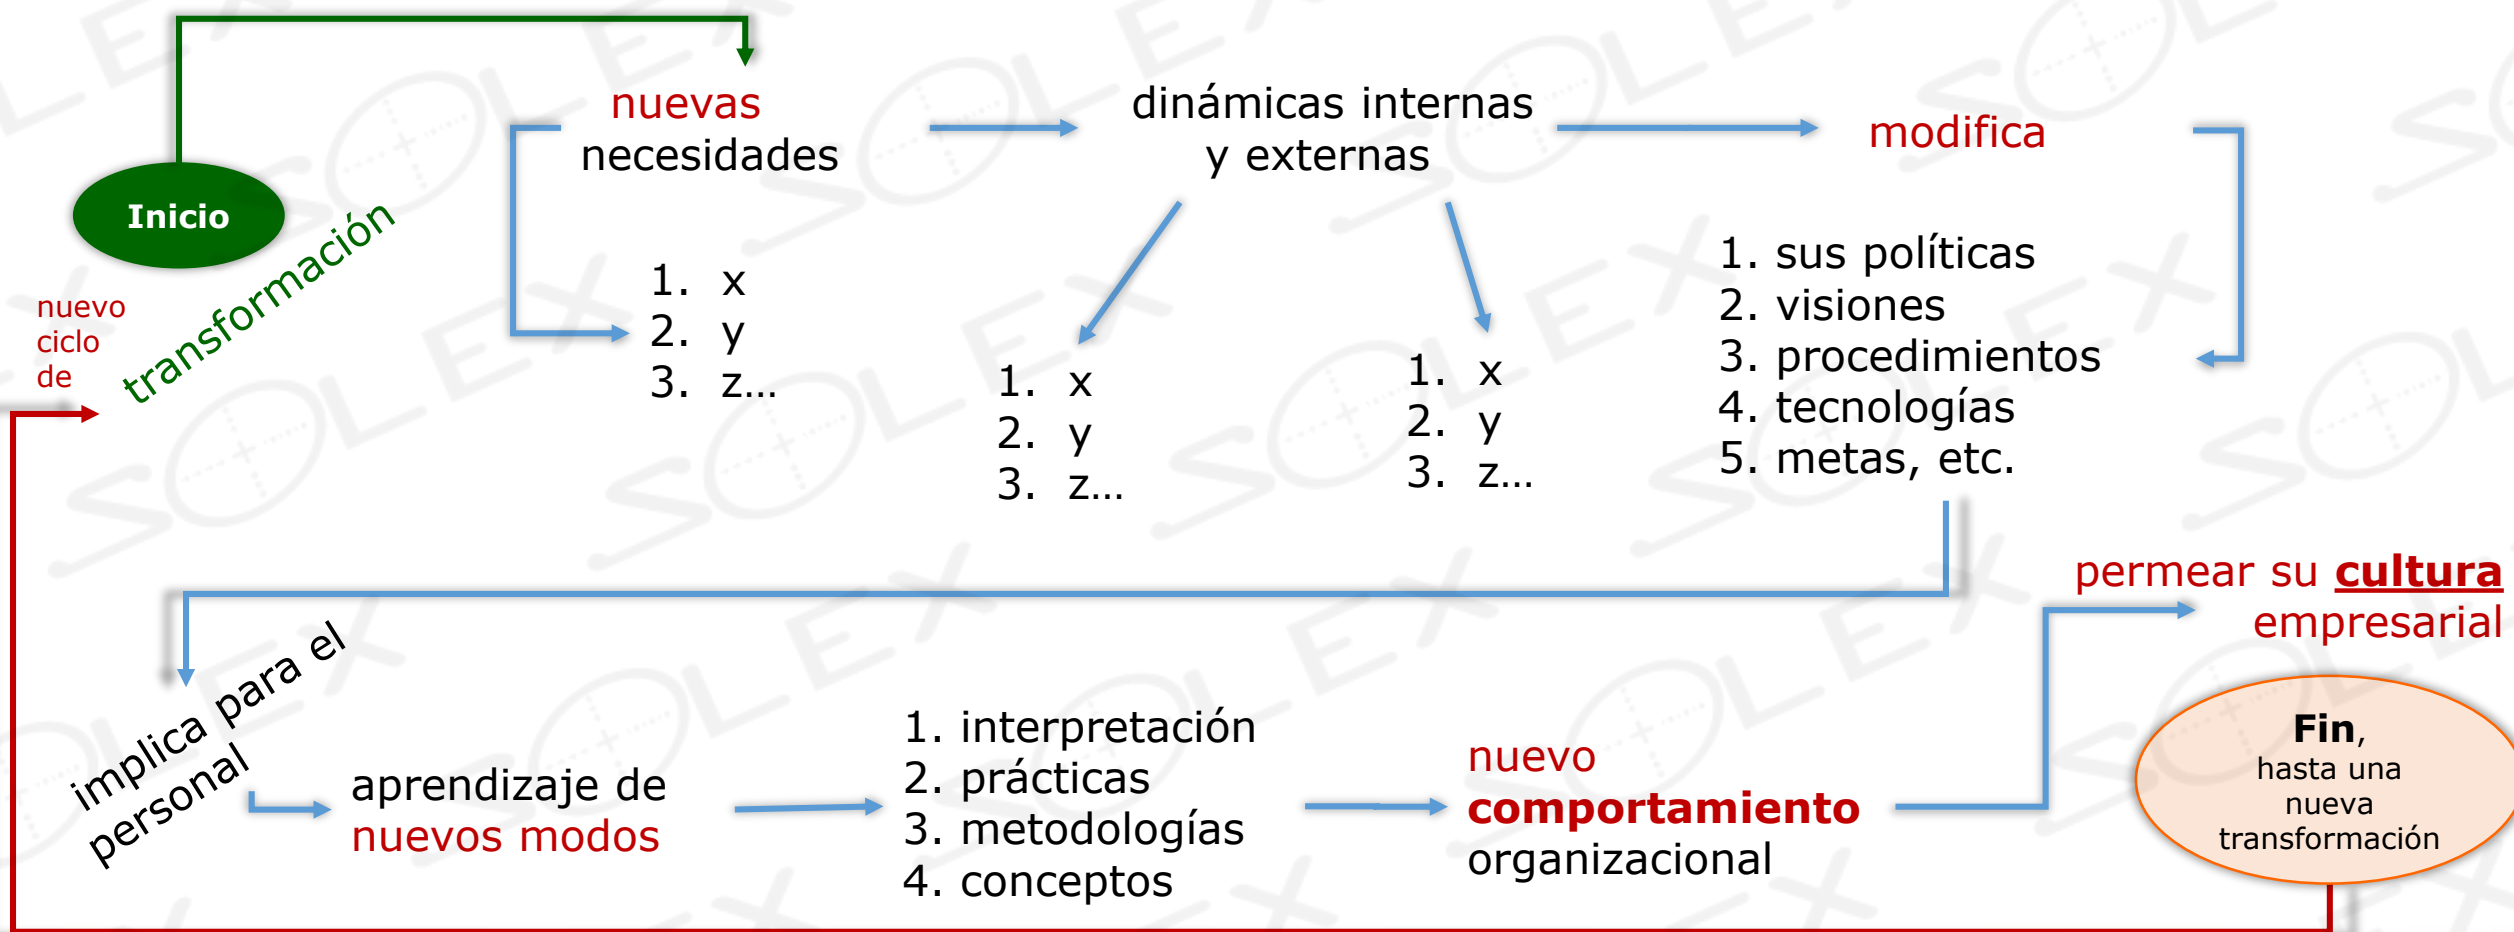 Inicio
transformación
nuevo
ciclo
de
nuevas
necesidades
1. x
2. y
3. z...
dinámicas internas
y externas
1. x
2. y
3. z...
1. x
2. y
3. z...
modifica
1. sus políticas
2. visiones
3. procedimientos
4. tecnologías
5. metas, etc.
implica para el
personal
aprendizaje de
nuevos modos
1. interpretación
2. prácticas
3. metodologías
4. conceptos
nuevo
comportamiento
organizacional
permear su cultura
empresarial
Fin,
hasta una
nueva
transformación
SOLEX